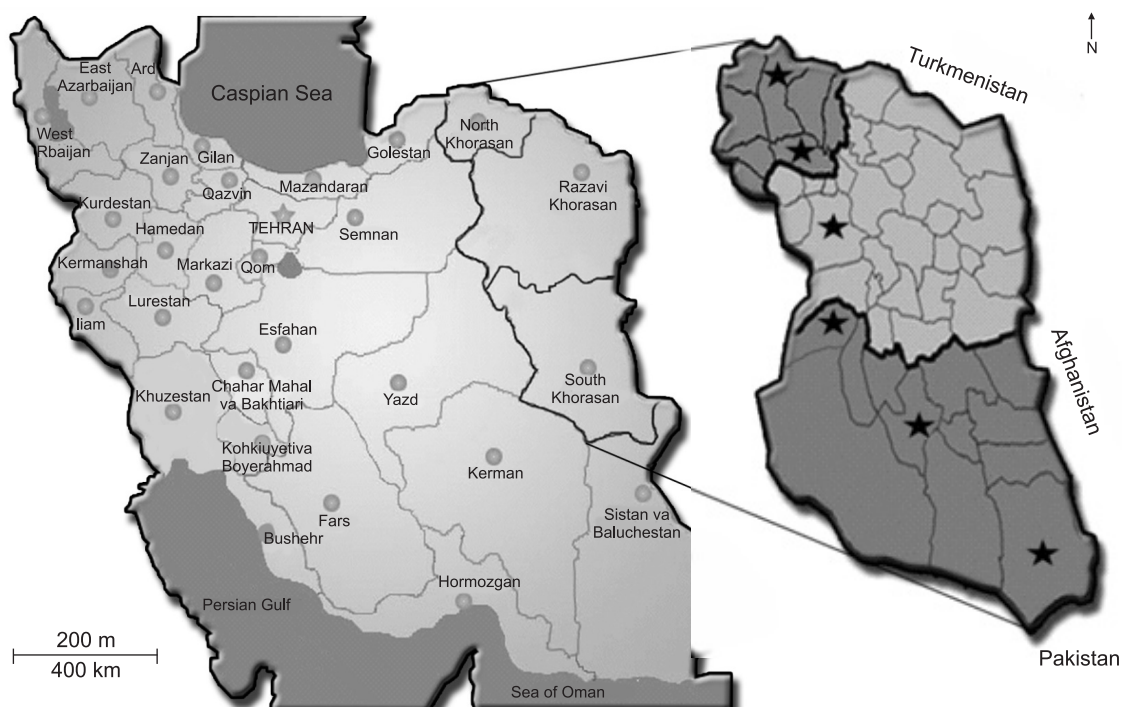 East
Azarbaijan
Ard
Caspian Sea
Turkmenistan
N
West
Rbaijan
Zanjan
Gilan
Golestan
North
Khorasan
Qazvin
Mazandaran
Razavi
Khorasan
Kurdestan
Hamedan
TEHRAN
Semnan
Kermanshah
Markazi
Qom
Lurestan
Iiam
Esfahan
Afghanistan
Chahar Mahal
va Bakhtiari
Khuzestan
Yazd
South
Khorasan
Kohkiuyetiva
Boyerahmad
Kerman
Fars
Sistan va
Baluchestan
Bushehr
Hormozgan
Persian Gulf
200 m
400 km
Sea of Oman
Pakistan